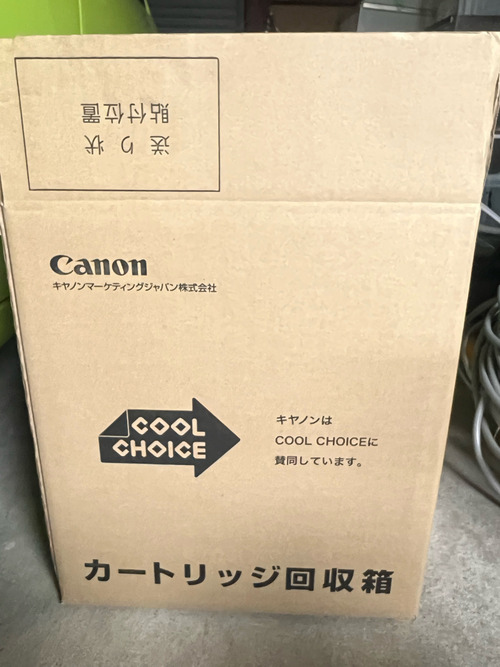 送り状
貼付位置
Canon
キヤノンマーケティングジャパン株式会社
COOL
CHOICE
キヤノンは
COOL CHOICEに
賛同しています。
カートリッジ回収箱